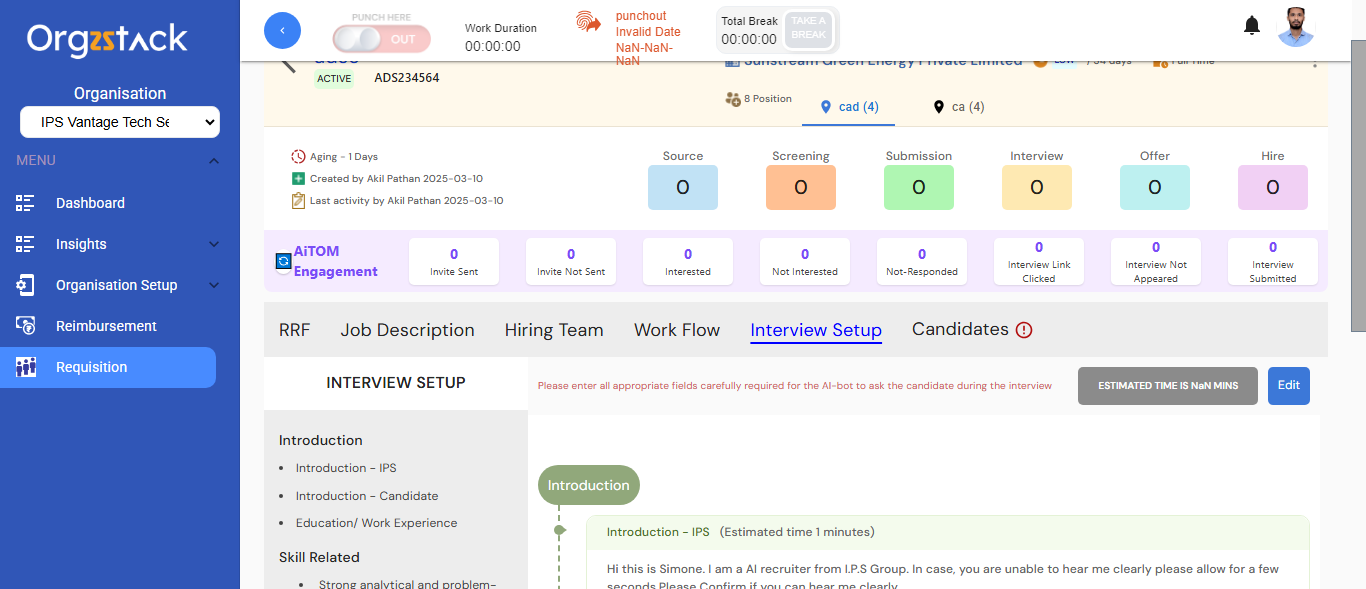 Orgzstack
Organisation
IPS Vantage Tech Se
MENU
Dashboard
Insights
Organisation Setup
Reimbursement
Requisition
PUNCH HERE
OUT
Work Duration
00:00:00
punchout
Invalid Date
NaN-NaN-
NaN
Total Break
00:00:00
TAKE A
BREAK
ACTIVE
ADS234564
Sunstream Green Energy Private Limited
LOW
/ 54 days
Full Time
8 Position
cad (4)
ca (4)
Aging - 1 Days
Created by Akil Pathan 2025-03-10
Last activity by Akil Pathan 2025-03-10
Source
0
Screening
0
Submission
0
Interview
0
Offer
0
Hire
0
AiTOM
Engagement
0
Invite Sent
0
Invite Not Sent
0
Interested
0
Not Interested
0
Not-Responded
0
Interview Link
Clicked
0
Interview Not
Appeared
0
Interview
Submitted
RRF
Job Description
Hiring Team
Work Flow
Interview Setup
Candidates
INTERVIEW SETUP
Please enter all appropriate fields carefully required for the AI-bot to ask the candidate during the interview
ESTIMATED TIME IS NaN MINS
Edit
Introduction
• Introduction - IPS
• Introduction - Candidate
• Education/ Work Experience
Skill Related
• Strong analytical and problem-
Introduction
Introduction - IPS (Estimated time 1 minutes)
Hi this is Simone. I am a AI recruiter from I.P.S Group. In case, you are unable to hear me clearly please allow for a few
seconds.Please Confirm if you can hear me clearly